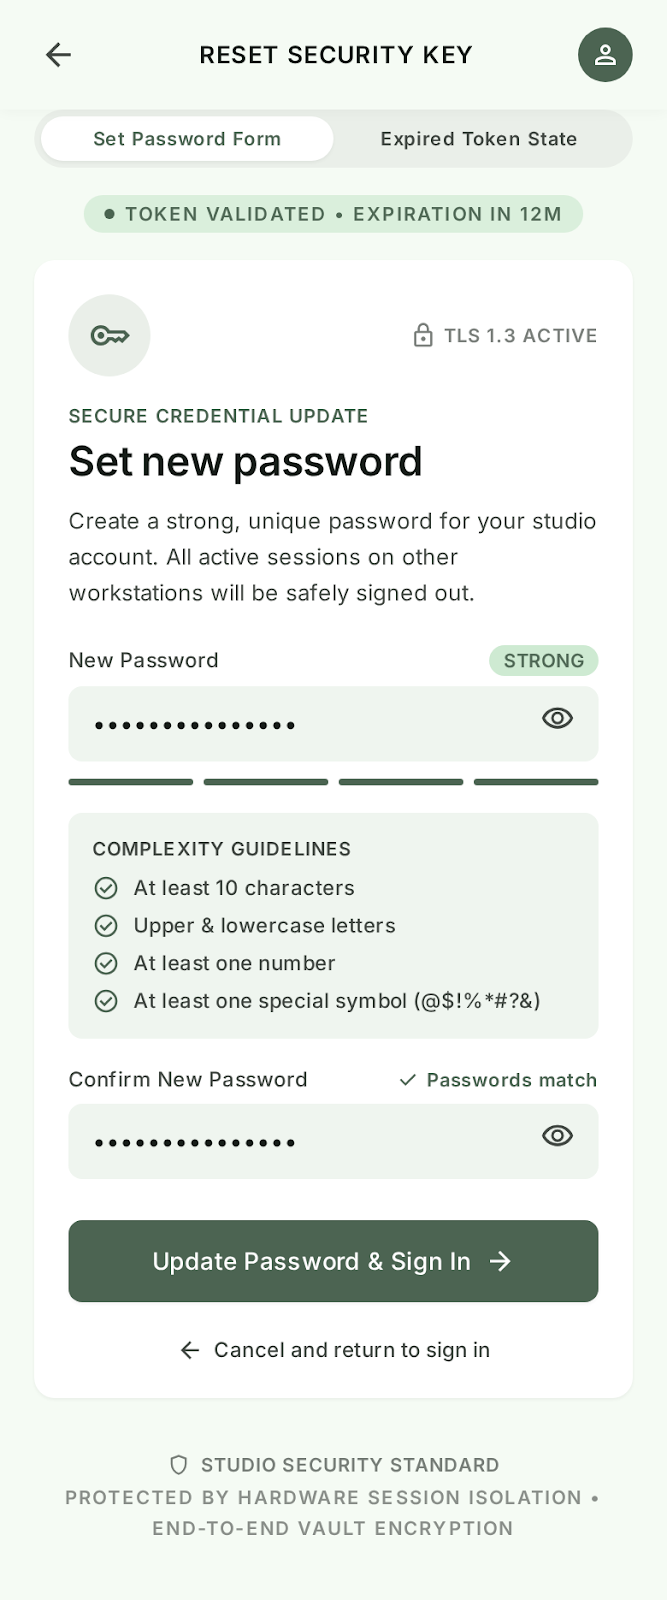 RESET SECURITY KEY
Set Password Form
Expired Token State
TOKEN VALIDATED • EXPIRATION IN 12M
TLS 1.3 ACTIVE
SECURE CREDENTIAL UPDATE
Set new password
Create a strong, unique password for your studio
account. All active sessions on other
workstations will be safely signed out.
New Password
STRONG
•••••••••••••••
COMPLEXITY GUIDELINES
At least 10 characters
Upper & lowercase letters
At least one number
At least one special symbol (@$!%*#?&)
Confirm New Password
Passwords match
•••••••••••••••
Update Password & Sign In
Cancel and return to sign in
STUDIO SECURITY STANDARD
PROTECTED BY HARDWARE SESSION ISOLATION •
END-TO-END VAULT ENCRYPTION